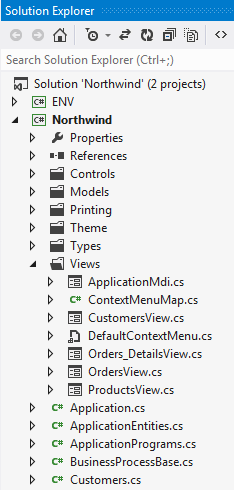 Solution Explorer
Search Solution Explorer (Ctrl+;)
Solution 'Northwind' (2 projects)
C# ENV
C# Northwind
Properties
References
Controls
Models
Printing
Theme
Types
Views
ApplicationMdi.cs
C# ContextMenuMap.cs
CustomersView.cs
DefaultContextMenu.cs
Orders_DetailsView.cs
OrdersView.cs
ProductsView.cs
C# Application.cs
C# ApplicationEntities.cs
C# ApplicationPrograms.cs
C# BusinessProcessBase.cs
C# Customers.cs